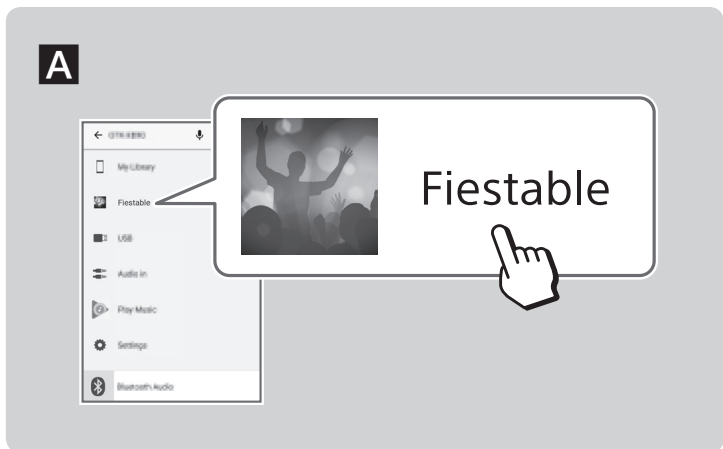 A
My Library
Fiestable
USB
Audio in
Play Music
Settings
Bluetooth Audio
Fiestable